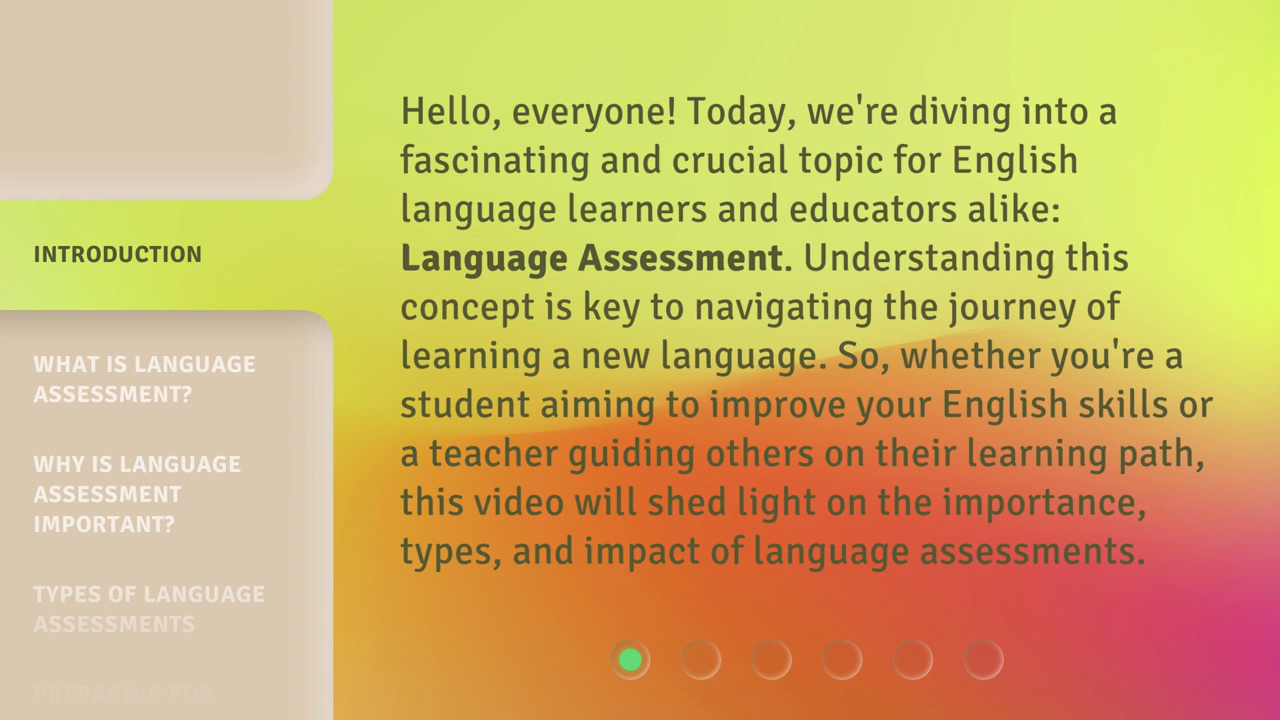 INTRODUCTION
WHAT IS LANGUAGE
ASSESSMENT?
WHY IS LANGUAGE
ASSESSMENT
IMPORTANT?
TYPES OF LANGUAGE
ASSESSMENTS
PREPARING FOR
Hello, everyone! Today, we're diving into a
fascinating and crucial topic for English
language learners and educators alike:
Language Assessment. Understanding this
concept is key to navigating the journey of
learning a new language. So, whether you're a
student aiming to improve your English skills or
a teacher guiding others on their learning path,
this video will shed light on the importance,
types, and impact of language assessments.